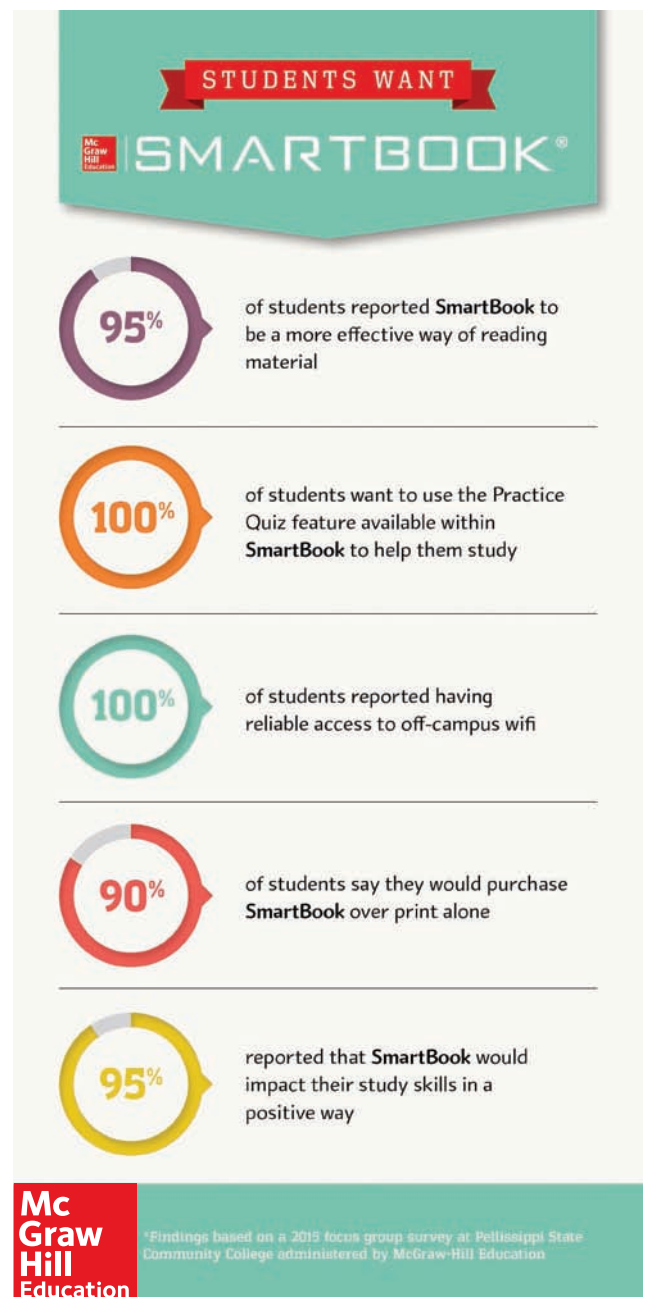 STUDENTS WANT
Mc
Graw
Hill
Education
SMARTBOOK®
95%
of students reported SmartBook to
be a more effective way of reading
material
100%
of students want to use the Practice
Quiz feature available within
SmartBook to help them study
100%
of students reported having
reliable access to off-campus wifi
90%
of students say they would purchase
SmartBook over print alone
95%
reported that SmartBook would
impact their study skills in a
positive way
Mc
Graw
Hill
Education
*Findings based on a 2015 focus group survey at Pellissippi State
Community College administered by McGraw-Hill Education